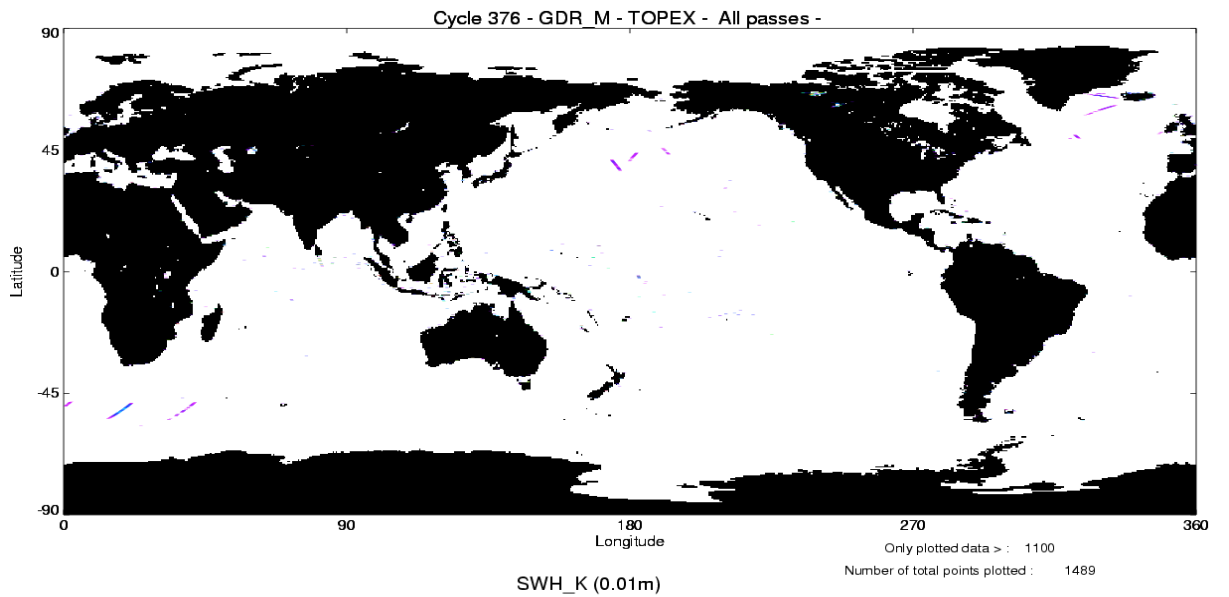 Cycle 376 - GDR_M - TOPEX - All passes -
90
45
0
-45
-90
Latitude
0 90 180 270 360
Longitude
Only plotted data > : 1100
Number of total points plotted : 1489
SWH_K (0.01m)